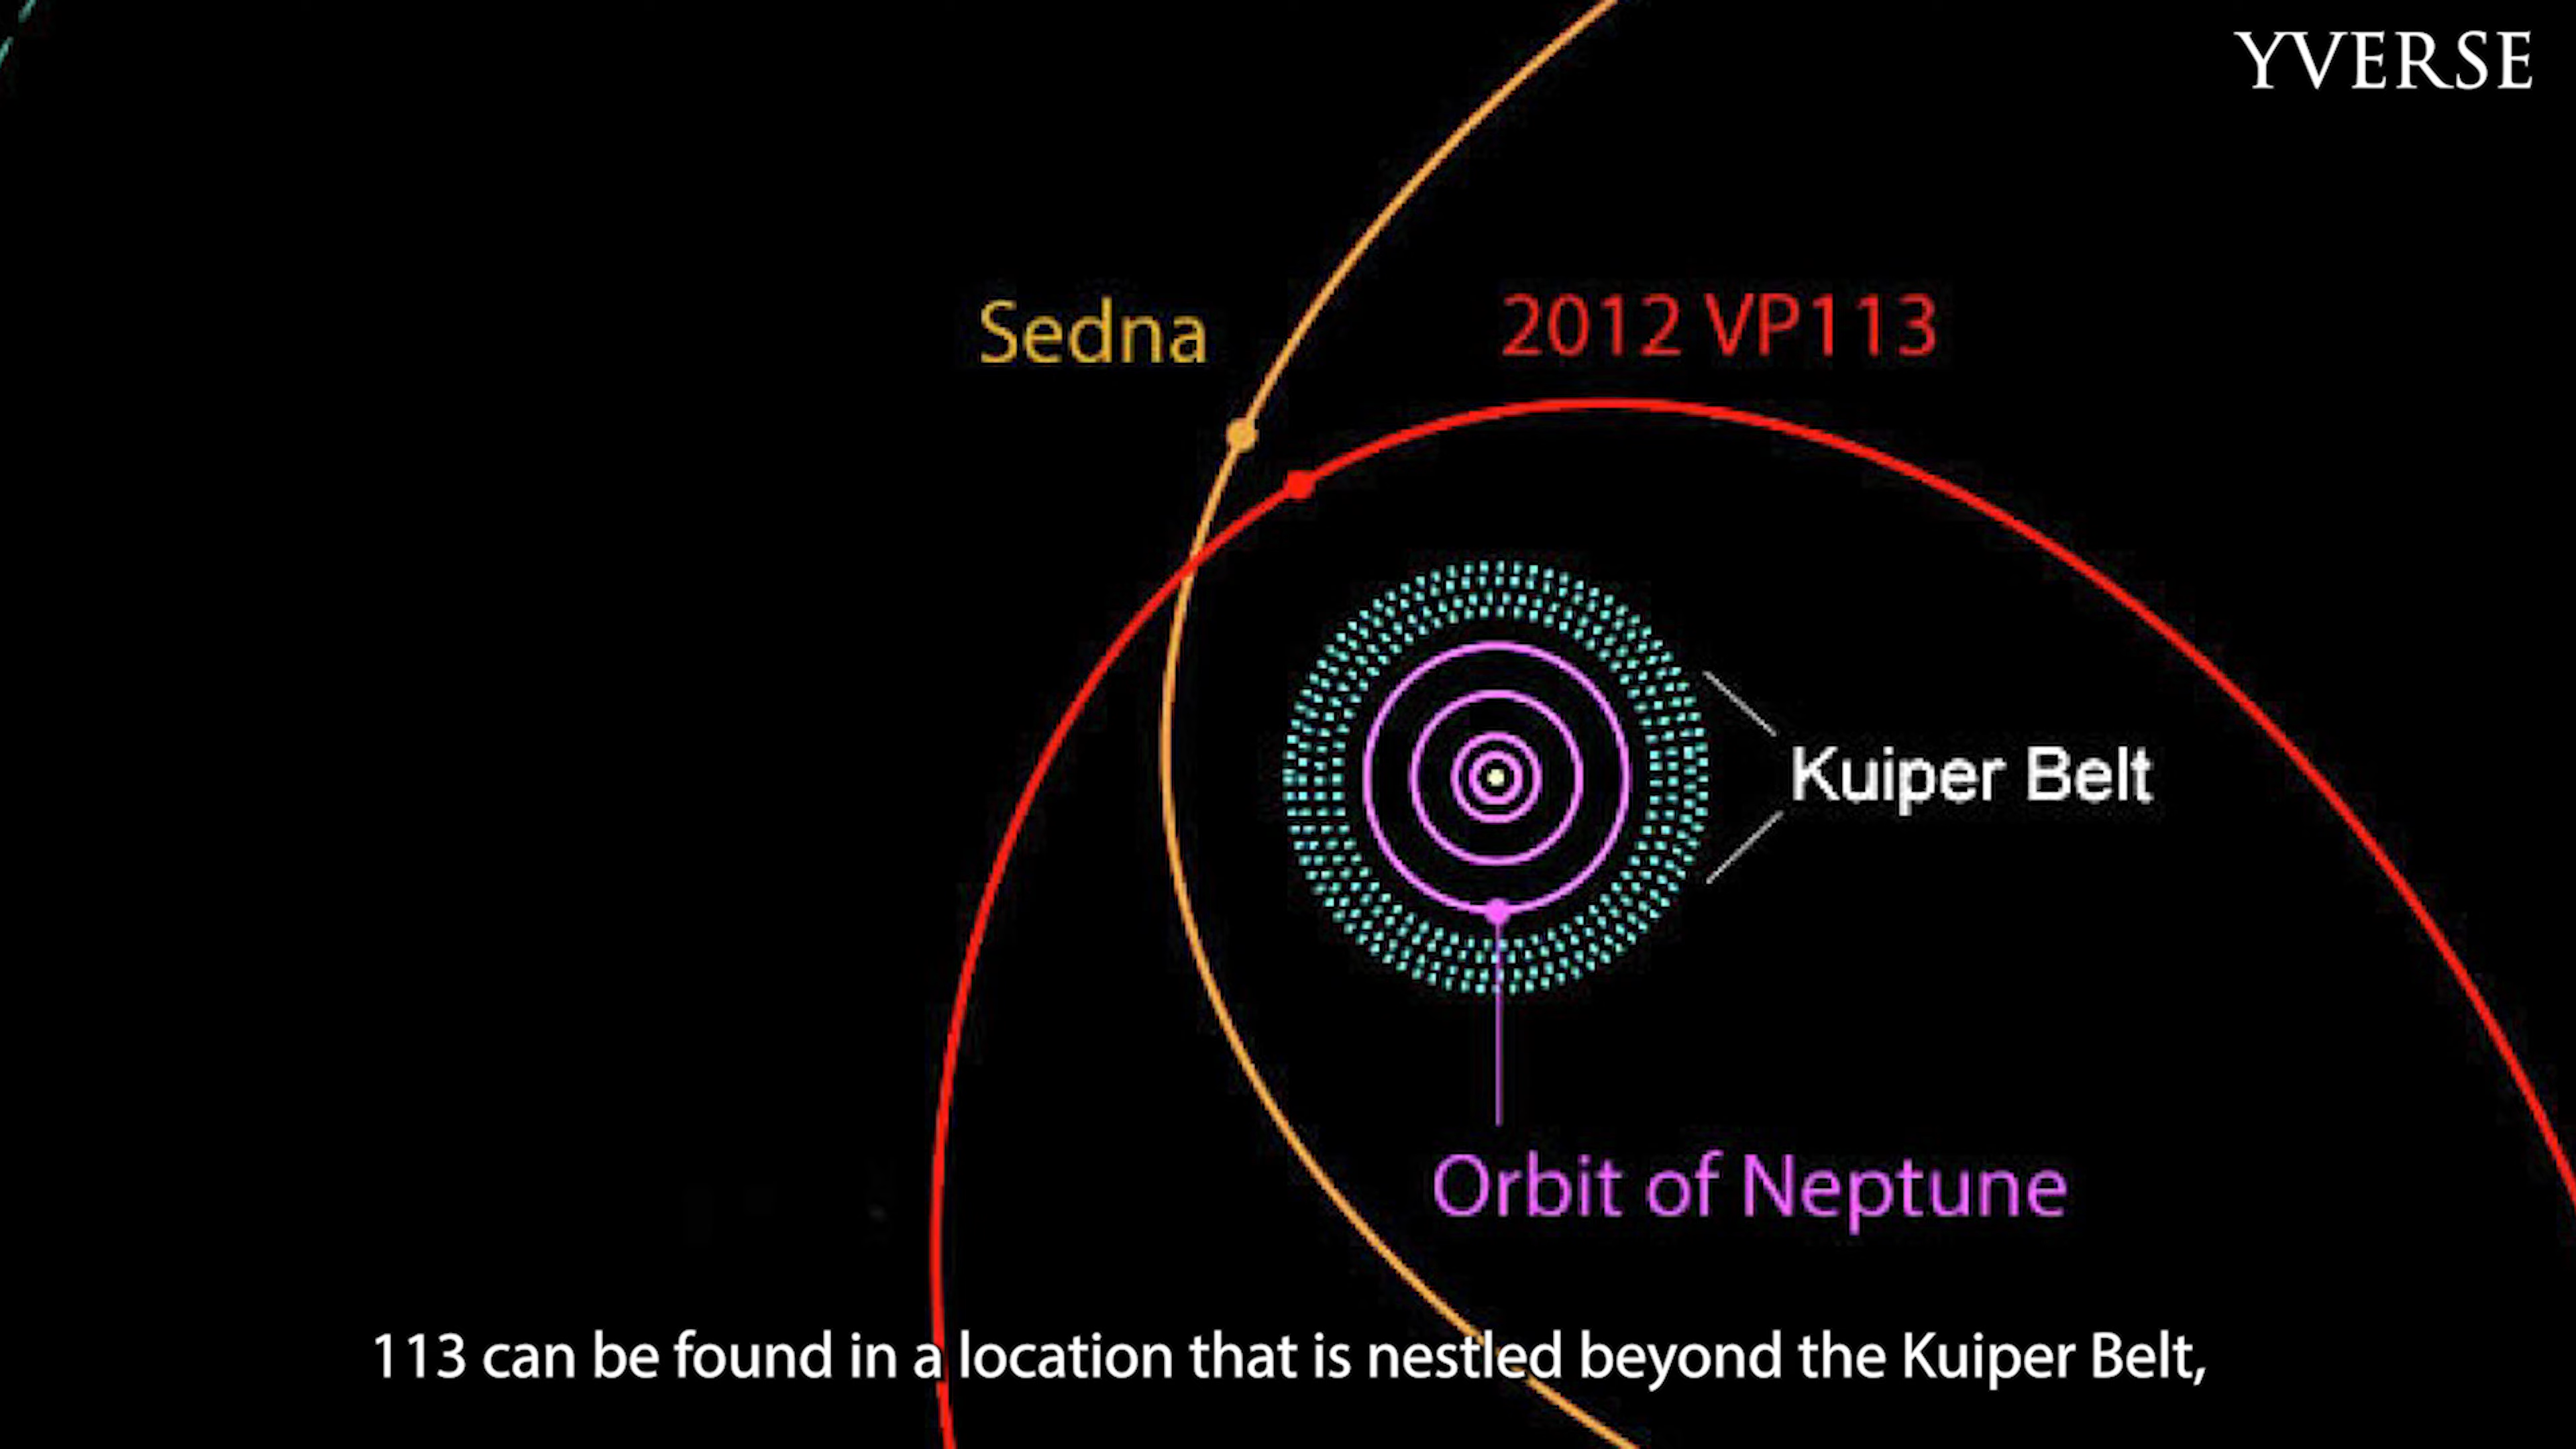 YVERSE
Sedna
2012 VP113
Kuiper Belt
Orbit of Neptune
113 can be found in a location that is nestled beyond the Kuiper Belt,